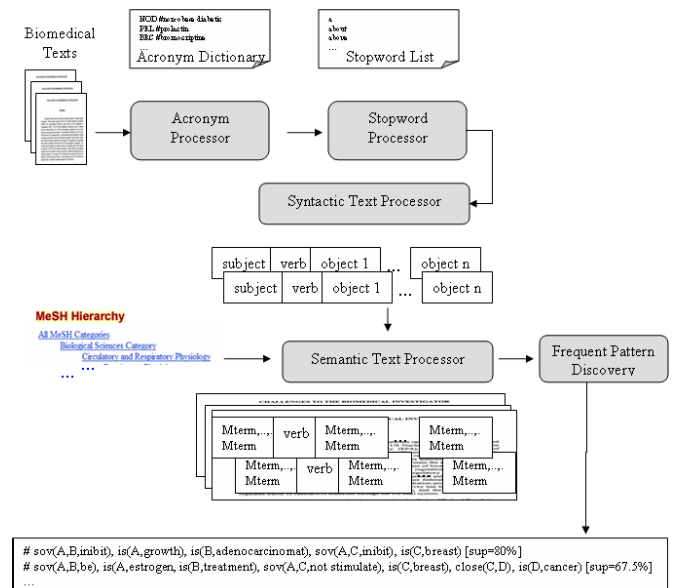 NOD #non-obese diabetic
PRL #prolactin
BRC #bromocriptine
...
Acronym Dictionary
a
about
above
...
Stopword List
Biomedical
Texts
Acronym
Processor
Stopword
Processor
Syntactic Text Processor
subject verb object 1 ... object n
subject verb object 1 ... object n
MeSH Hierarchy
All MeSH Categories
Biological Sciences Category
Circulatory and Respiratory Physiology
...
...
Semantic Text Processor
Frequent Pattern
Discovery
CHALLENGES TO THE BIOMEDICAL INVESTIGATOR
Mterm,..,.
Mterm
verb
Mterm,..,.
Mterm
...
Mterm,..,.
Mterm
Mterm,..,.
Mterm
verb
Mterm,..,.
Mterm
Mterm,..,.
Mterm
# sov(A,B,inibit), is(A,growth), is(B,adenocarcinomat), sov(A,C,inibit), is(C,breast) [sup=80%]
# sov(A,B,be), is(A,estrogen, is(B,treatment), sov(A,C,not stimulate), is(C,breast), close(C,D), is(D,cancer) [sup=67.5%]
...